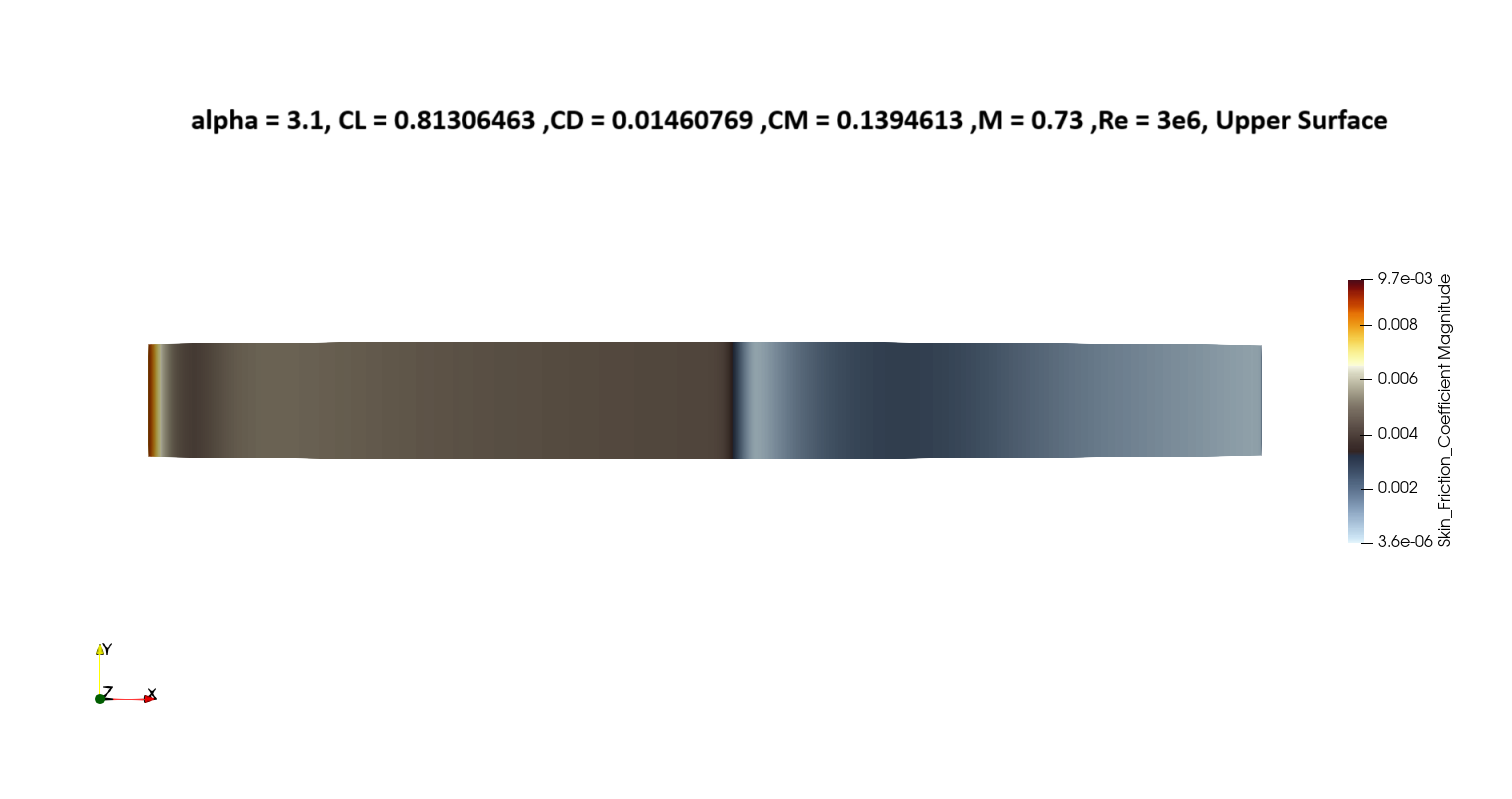 alpha = 3.1, CL = 0.81306463 ,CD = 0.01460769 ,CM = 0.1394613 ,M = 0.73 ,Re = 3e6, Upper Surface
9.7e-03
0.008
0.006
0.004
0.002
3.6e-06
Skin_Friction_Coefficient Magnitude
Y
Z
X